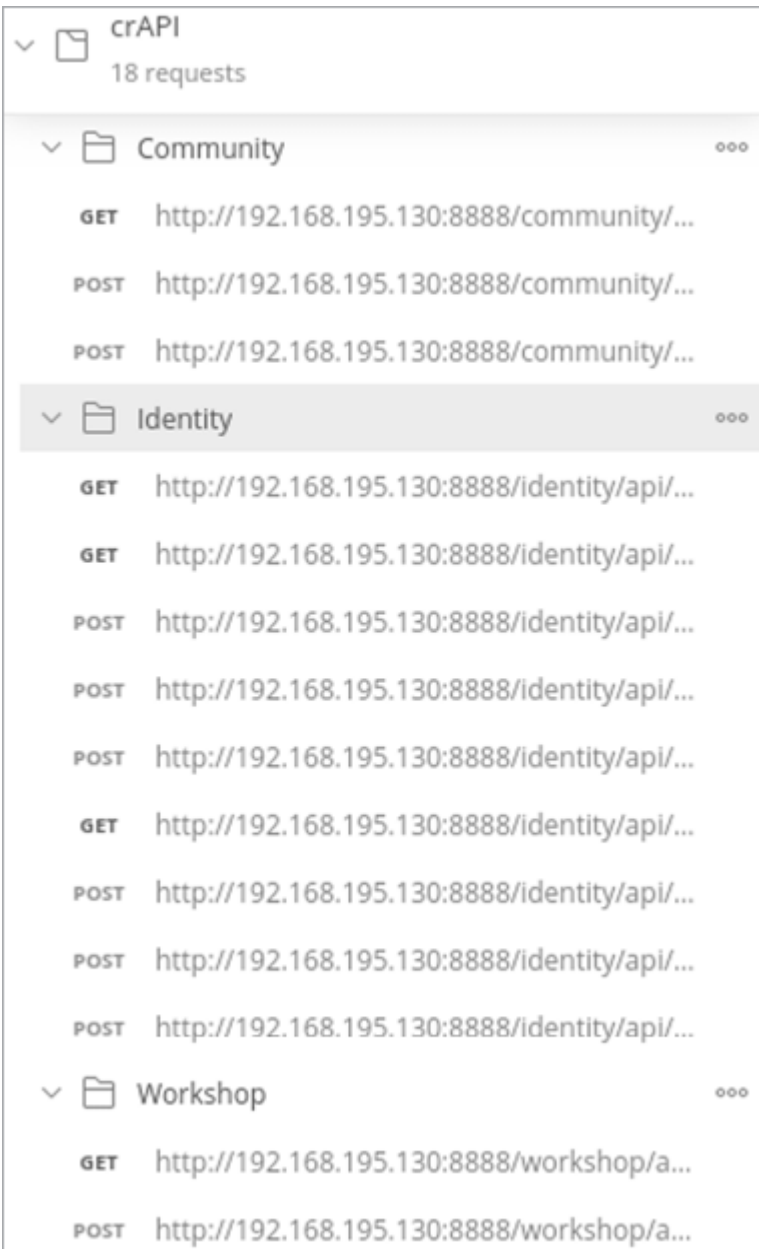 crAPI
18 requests
Community
GET http://192.168.195.130:8888/community/...
POST http://192.168.195.130:8888/community/...
POST http://192.168.195.130:8888/community/...
Identity
GET http://192.168.195.130:8888/identity/api/...
GET http://192.168.195.130:8888/identity/api/...
POST http://192.168.195.130:8888/identity/api/...
POST http://192.168.195.130:8888/identity/api/...
POST http://192.168.195.130:8888/identity/api/...
GET http://192.168.195.130:8888/identity/api/...
POST http://192.168.195.130:8888/identity/api/...
POST http://192.168.195.130:8888/identity/api/...
POST http://192.168.195.130:8888/identity/api/...
Workshop
GET http://192.168.195.130:8888/workshop/a...
POST http://192.168.195.130:8888/workshop/a...